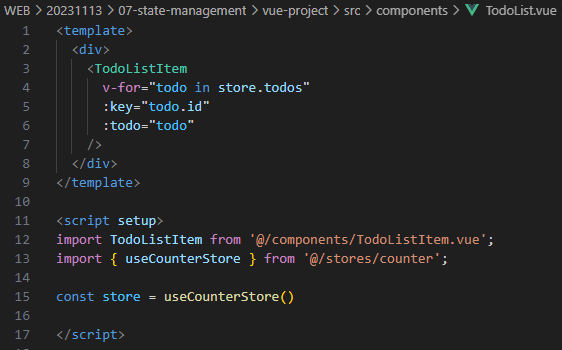 WEB > 20231113 > 07-state-management > vue-project > src > components > TodoList.vue
1 <template>
2 <div>
3 <TodoListItem
4 v-for="todo in store.todos"
5 :key="todo.id"
6 :todo="todo"
7 />
8 </div>
9 </template>
10
11 <script setup>
12 import TodoListItem from '@/components/TodoListItem.vue';
13 import { useCounterStore } from '@/stores/counter';
14
15 const store = useCounterStore()
16
17 </script>